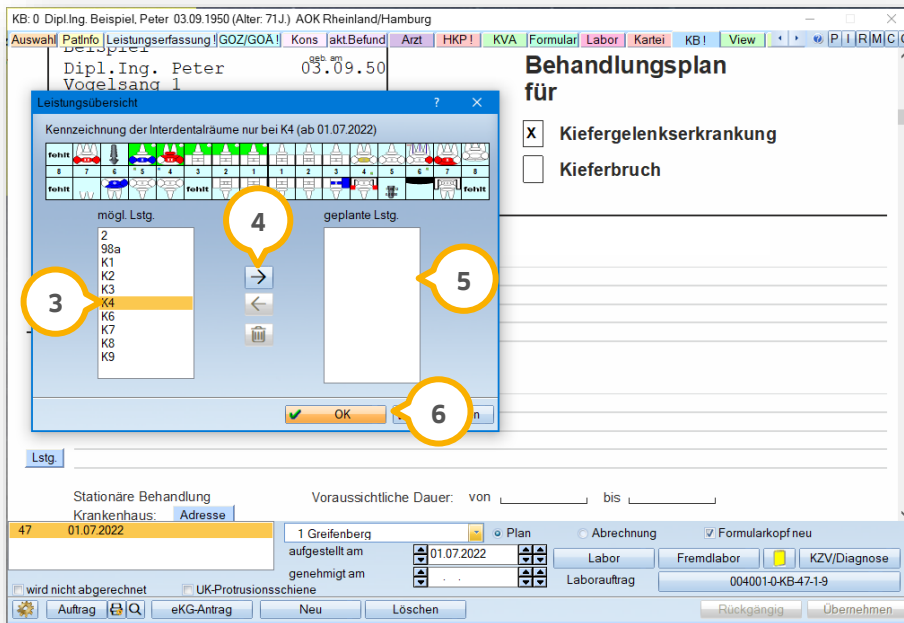 KB: 0 Dipl.Ing. Beispiel, Peter 03.09.1950 (Alter: 71J.) AOK Rheinland/Hamburg
Auswahl PatInfo Leistungserfassung! GOZ/GOÄ! Kons akt.Befund Arzt HKP! KVA Formular Labor Kartei KB! View P I R M C
Beispiel
geb. am
Dipl.Ing. Peter 03.09.50
Vogelsang 1
Behandlungsplan
für
X Kiefergelenkserkrankung
Kieferbruch
Leistungsübersicht ?
Kennzeichnung der Interdentalräume nur bei K4 (ab 01.07.2022)
fehlt
8 7 6 5 4 3 2 1 1 2 3 4 5 6 7 8
fehlt fehlt fehlt
mögl. Lstg. geplante Lstg.
2
98a
K1
K2
K3
K4
K6
K7
K8
K9
3
4
5
OK
6
n
Lstg.
Stationäre Behandlung Voraussichtliche Dauer: von bis
Krankenhaus: Adresse
47 01.07.2022
1 Greifenberg Plan Abrechnung Formularkopf neu
aufgestellt am 01.07.2022 Labor Fremdlabor KZV/Diagnose
genehmigt am . . Laborauftrag 004001-0-KB-47-1-9
wird nicht abgerechnet UK-Protrusionsschiene
Auftrag eKG-Antrag Neu Löschen Rückgängig Übernehmen